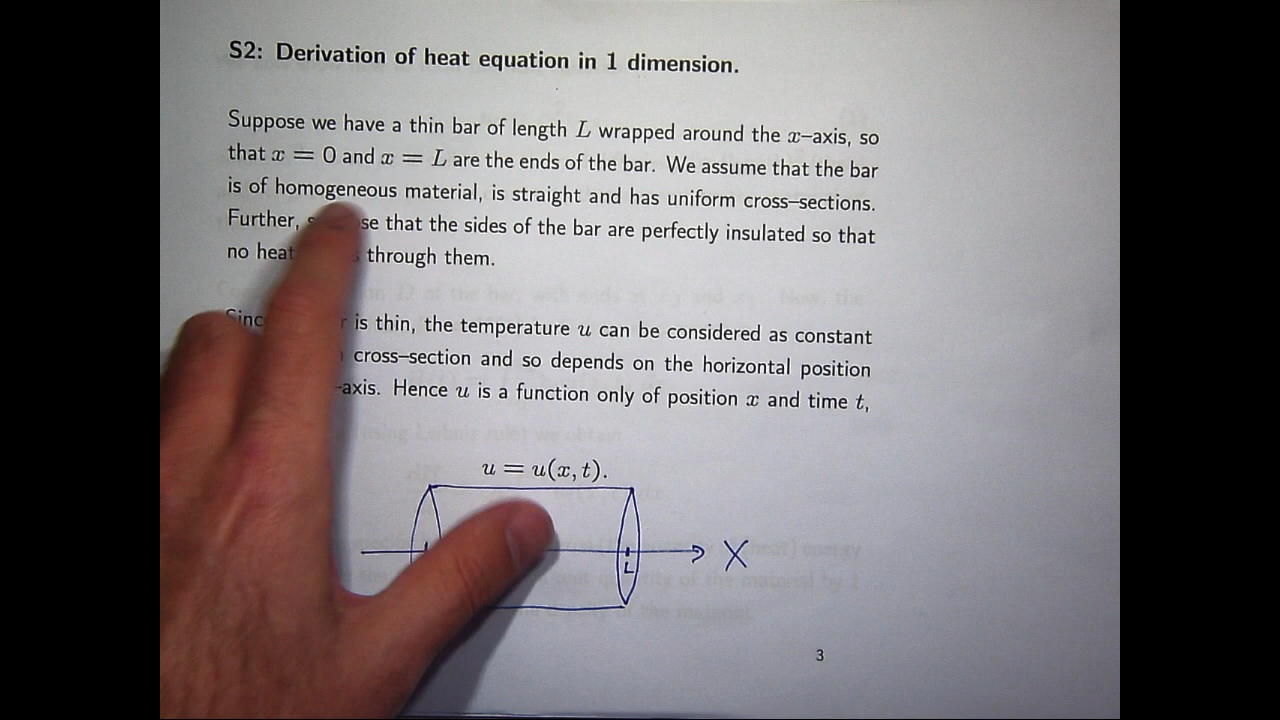 S2: Derivation of heat equation in 1 dimension.
Suppose we have a thin bar of length L wrapped around the x–axis, so
that x = 0 and x = L are the ends of the bar. We assume that the bar
is of homogeneous material, is straight and has uniform cross–sections.
Further, se that the sides of the bar are perfectly insulated so that
no heat through them.
is thin, the temperature u can be considered as constant
cross–section and so depends on the horizontal position
-axis. Hence u is a function only of position x and time t,
u = u(x, t).
L
X
3